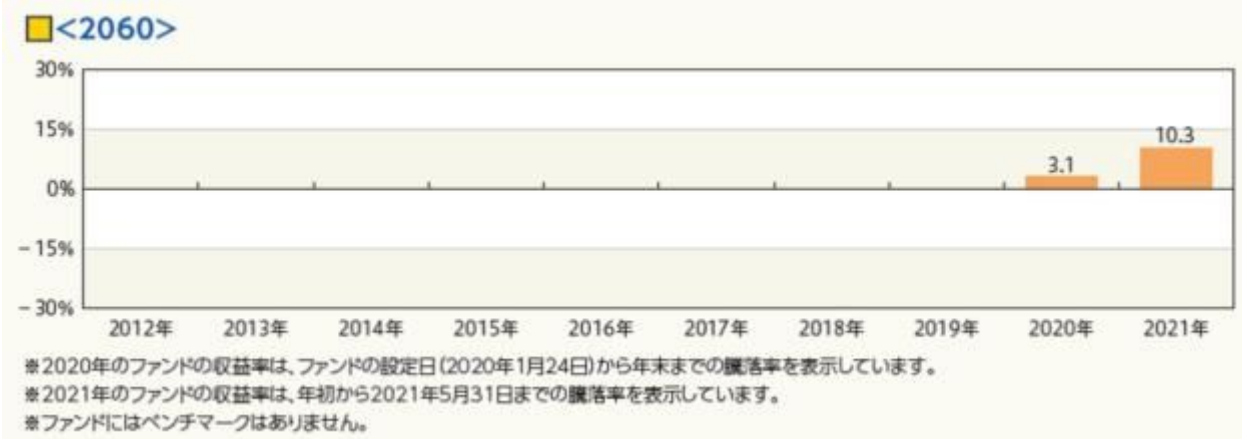 <2060>
30%
15%
0%
-15%
-30%
3.1
10.3
2012年 2013年 2014年 2015年 2016年 2017年 2018年 2019年 2020年 2021年
※2020年のファンドの収益率は、ファンドの設定日(2020年1月24日)から年末までの騰落率を表示しています。
※2021年のファンドの収益率は、年初から2021年5月31日までの騰落率を表示しています。
※ファンドにはベンチマークはありません。